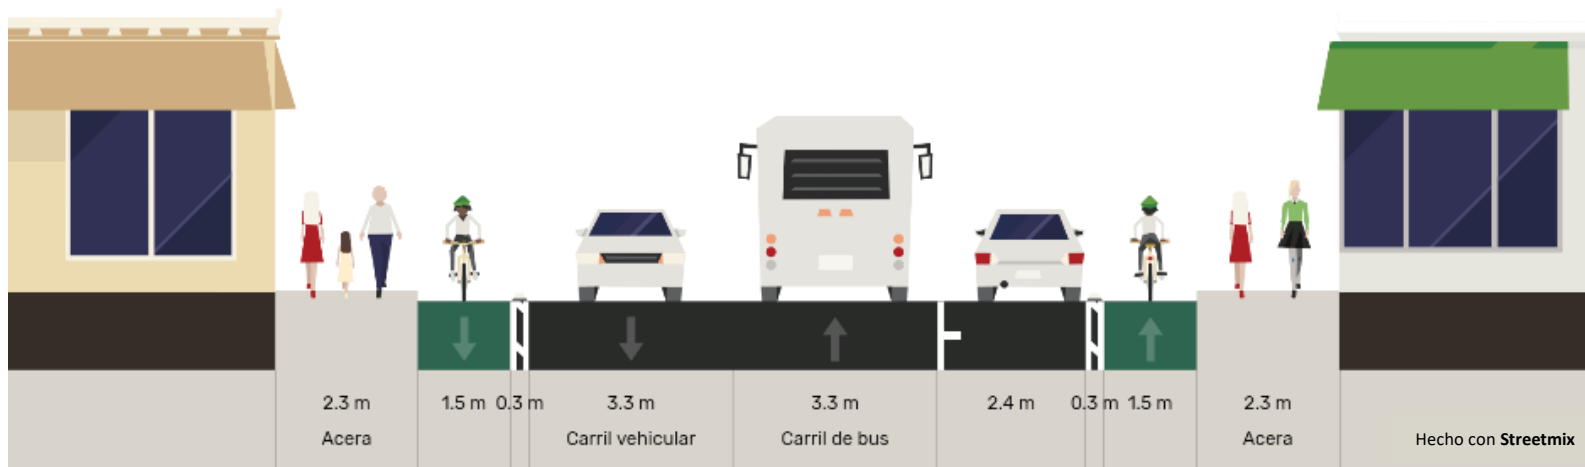 2.3 m 1.5 m 0.3 m 3.3 m 3.3 m 2.4 m 0.3 m 1.5 m 2.3 m
Acera Carril vehicular Carril de bus Acera
Hecho con Streetmix